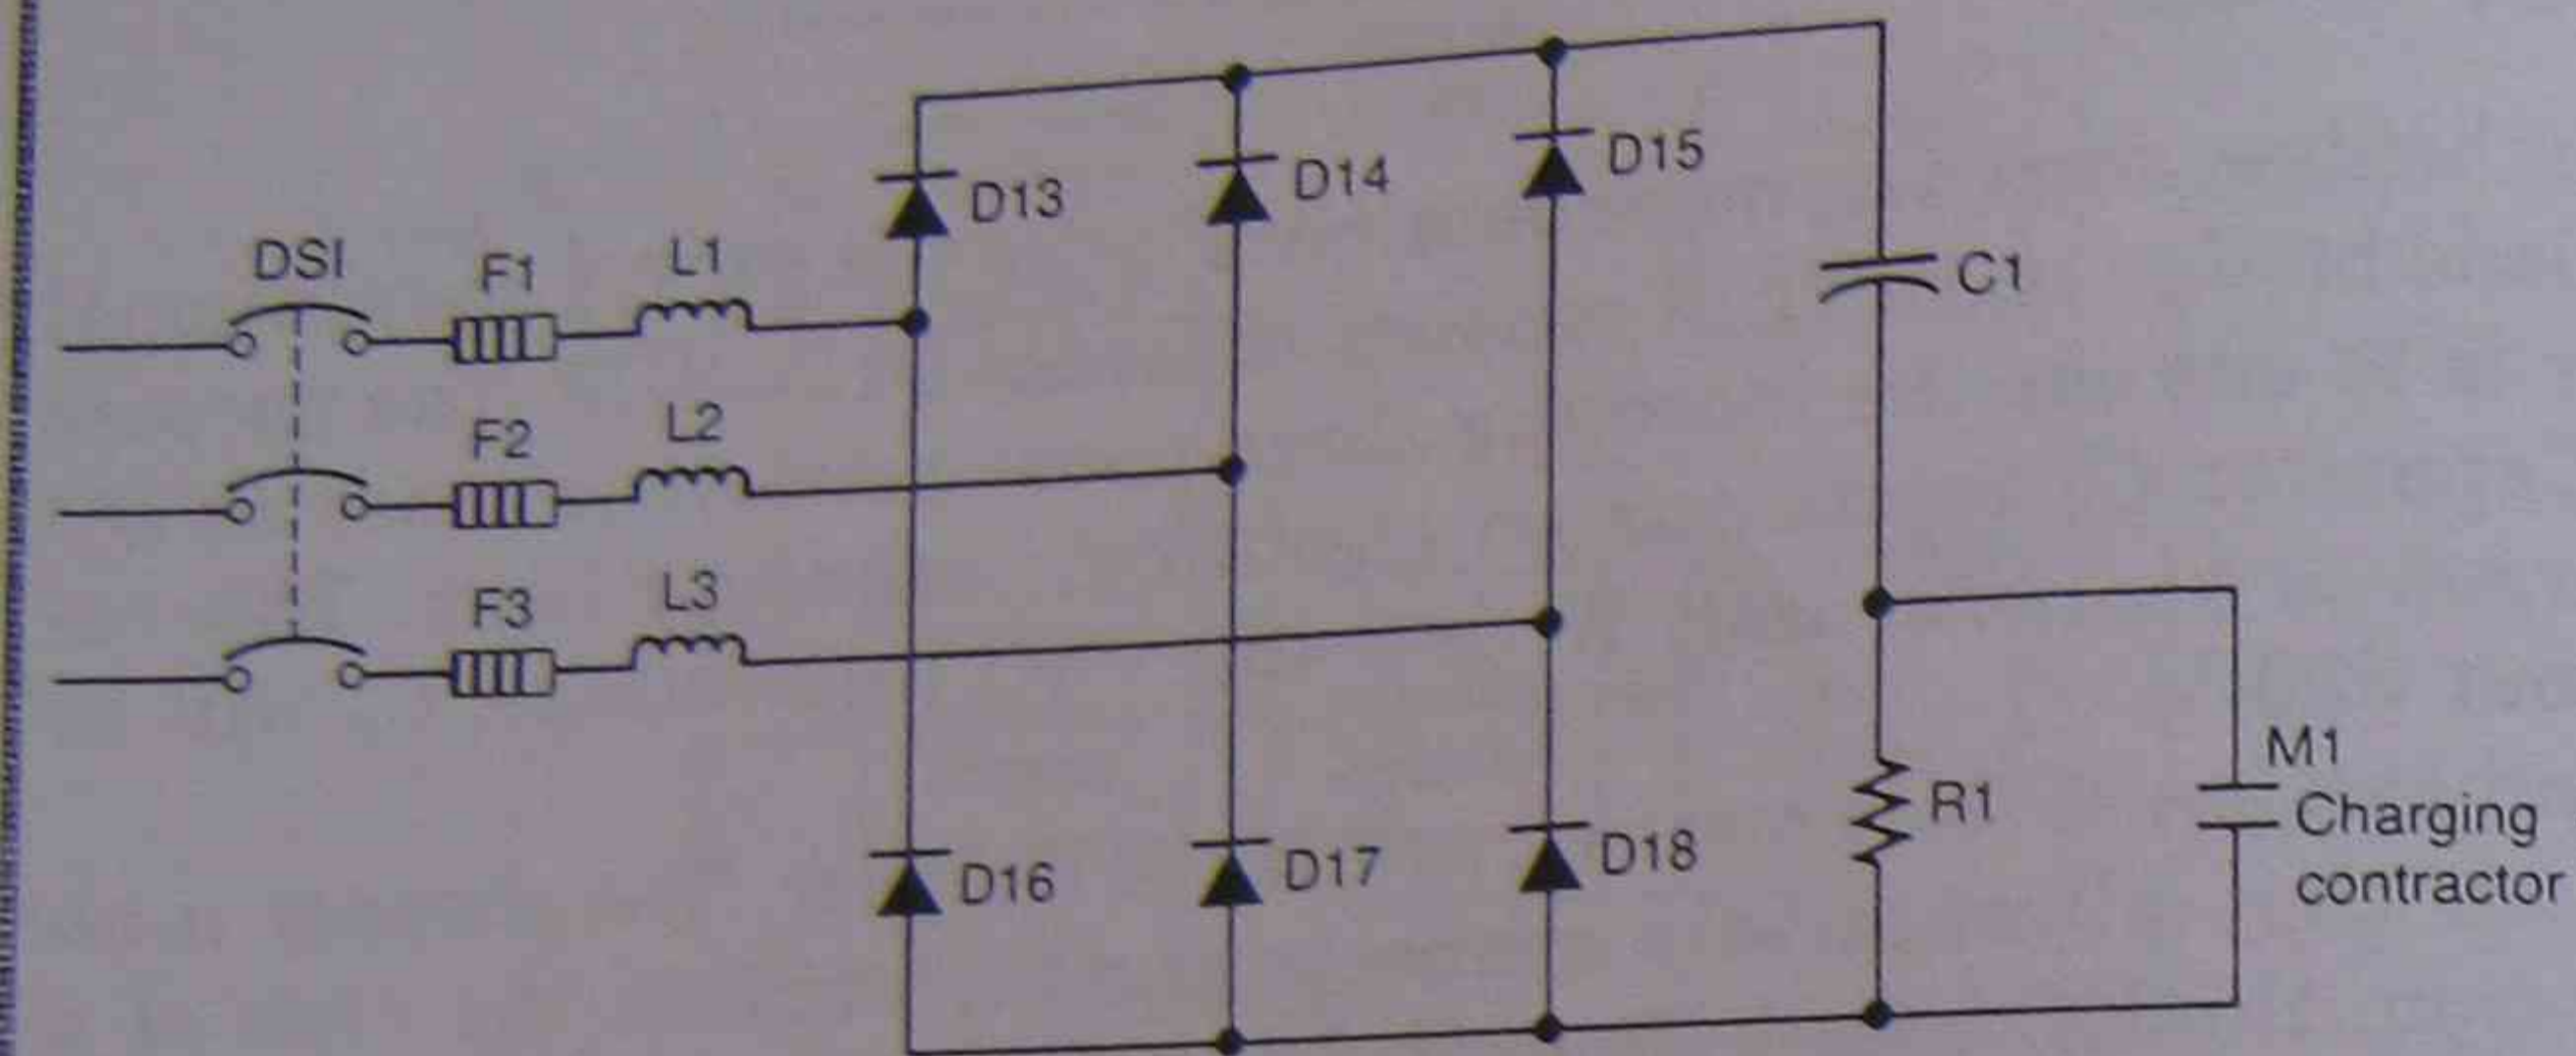 D15
D14
D13
DSI
F1
L1
C1
F2
L2
F3
L3
M1
Charging
contractor
R1
D18
D17
D16